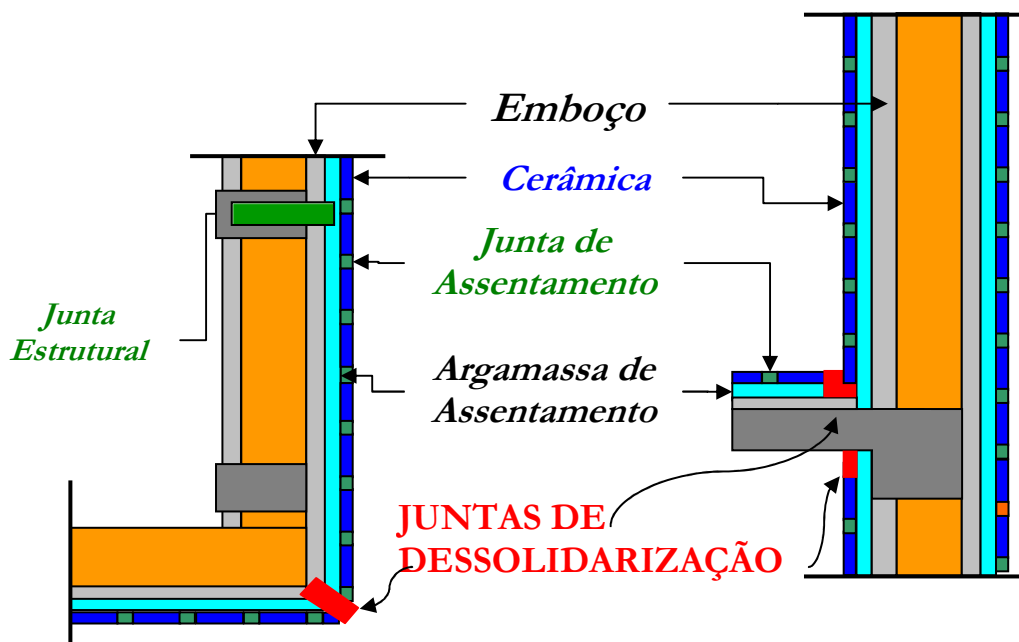 Emboço
Cerâmica
Junta de
Assentamento
Junta
Estrutural
Argamassa de
Assentamento
JUNTAS DE
DESSOLIDARIZAÇÃO